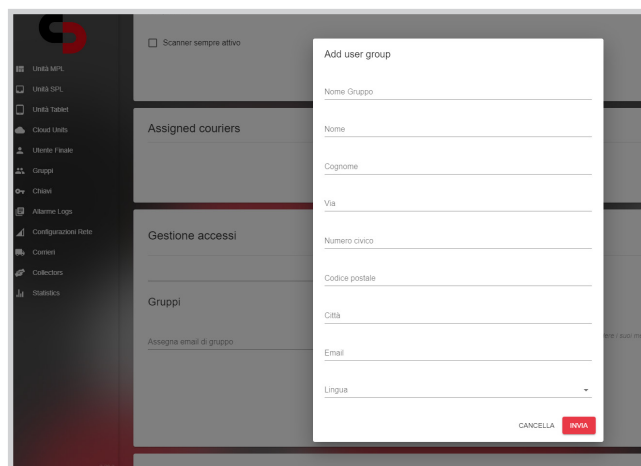 Scanner sempre attivo
Unità MPL
Unità SPL
Unità Tablet
Cloud Units
Utente Finale
Gruppi
Chiavi
Allarme Logs
Configurazioni Rete
Corrieri
Collectors
Statistics
Assigned couriers
Gestione accessi
Gruppi
Assegna email di gruppo
Add user group
Nome Gruppo
Nome
Cognome
Via
Numero civico
Codice postale
Città
Email
Lingua
CANCELLA INVIA
i suoi